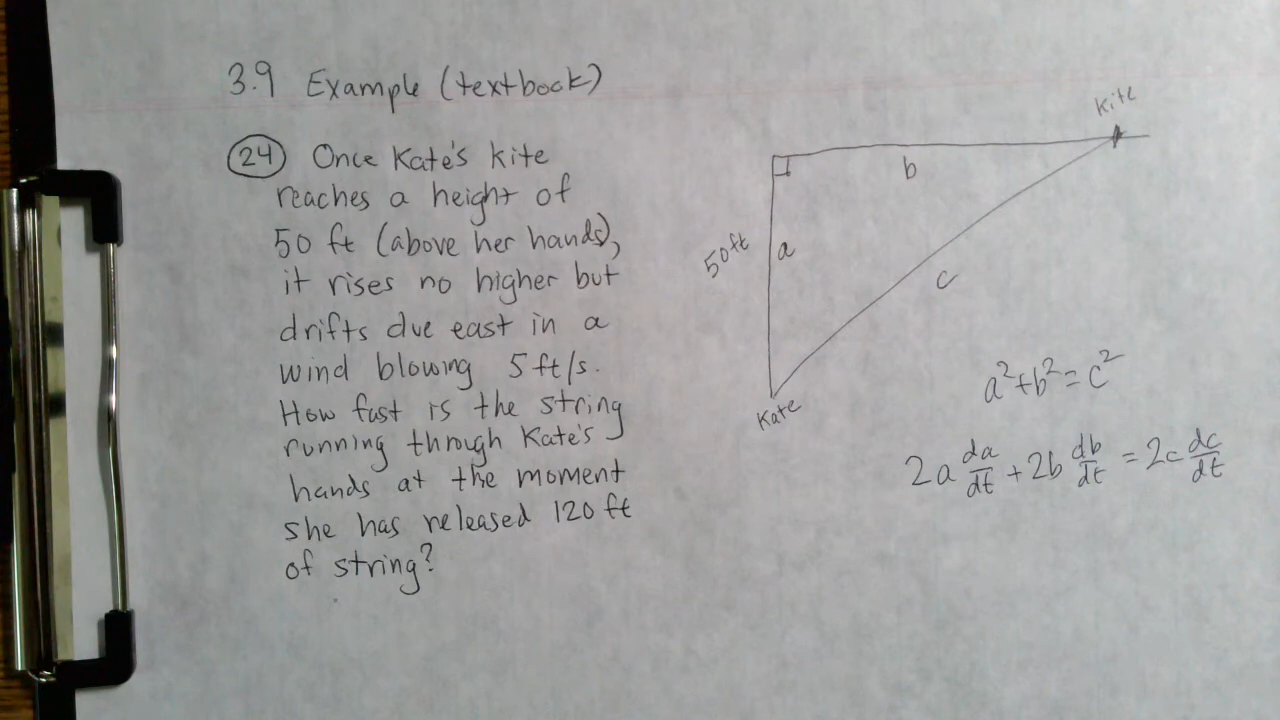 3.9 Example (textbook)
24 Once Kate's kite
reaches a height of
50 ft (above her hands),
it rises no higher but
drifts due east in a
wind blowing 5 ft/s.
How fast is the string
running through Kate's
hands at the moment
she has released 120 ft
of string?
Kite
b
50 ft
a
c
Kate
a² + b² = c²
2a da/dt + 2b db/dt = 2c dc/dt